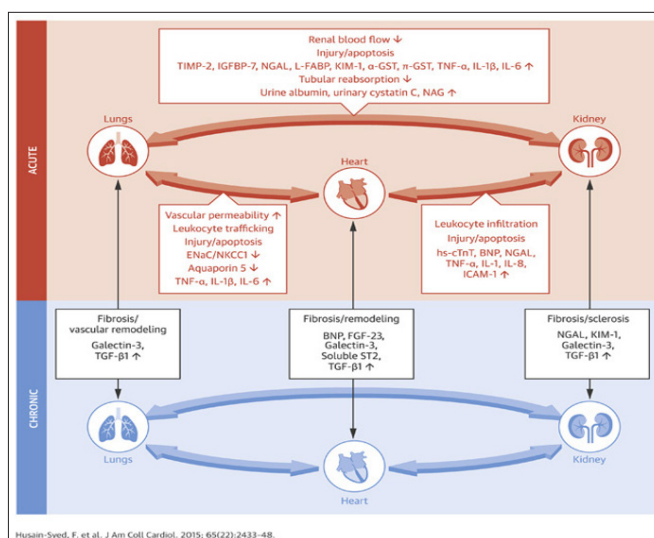 Renal blood flow ↓
Injury/apoptosis
TIMP-2, IGFBP-7, NGAL, L-FABP, KIM-1, α-GST, π-GST, TNF-α, IL-1β, IL-6 ↑
Tubular reabsorption ↓
Urine albumin, urinary cystatin C, NAG ↑
ACUTE
Lungs
Kidney
Heart
Vascular permeability ↑
Leukocyte trafficking
Injury/apoptosis
ENaC/NKCC1 ↓
Aquaporin 5 ↓
TNF-α, IL-1β, IL-6 ↑
Leukocyte infiltration
Injury/apoptosis
hs-cTnT, BNP, NGAL,
TNF-α, IL-1, IL-8,
ICAM-1 ↑
Fibrosis/
vascular remodeling
Galectin-3,
TGF-β1 ↑
Fibrosis/remodeling
BNP, FGF-23,
Galectin-3,
Soluble ST2,
TGF-β1 ↑
Fibrosis/sclerosis
NGAL, KIM-1,
Galectin-3,
TGF-β1 ↑
CHRONIC
Lungs
Kidney
Heart
Husain-Syed, F. et al. J Am Coll Cardiol. 2015; 65(22):2433-48.